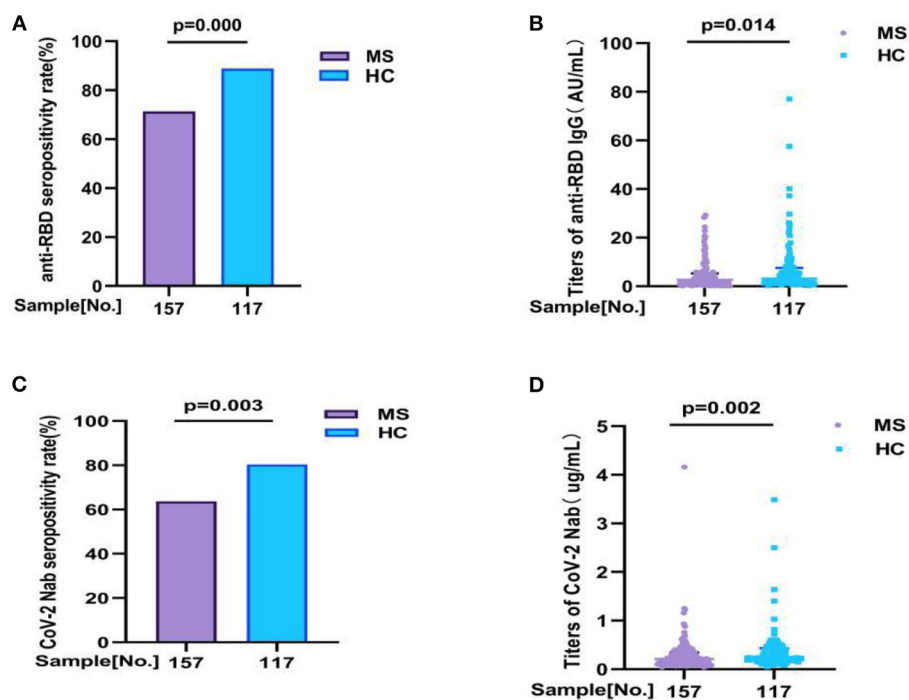 A
p=0.000
MS
HC
anti-RBD seropositivity rate(%)
100
80
60
40
20
0
Sample[No.]
157
117
B
p=0.014
MS
HC
Titers of anti-RBD IgG( AU/mL)
100
80
60
40
20
0
Sample[No.]
157
117
C
p=0.003
MS
HC
CoV-2 Nab seropositivity rate(%)
100
80
60
40
20
0
Sample[No.]
157
117
D
p=0.002
MS
HC
Titers of CoV-2 Nab( ug/mL)
5
4
3
2
1
0
Sample[No.]
157
117